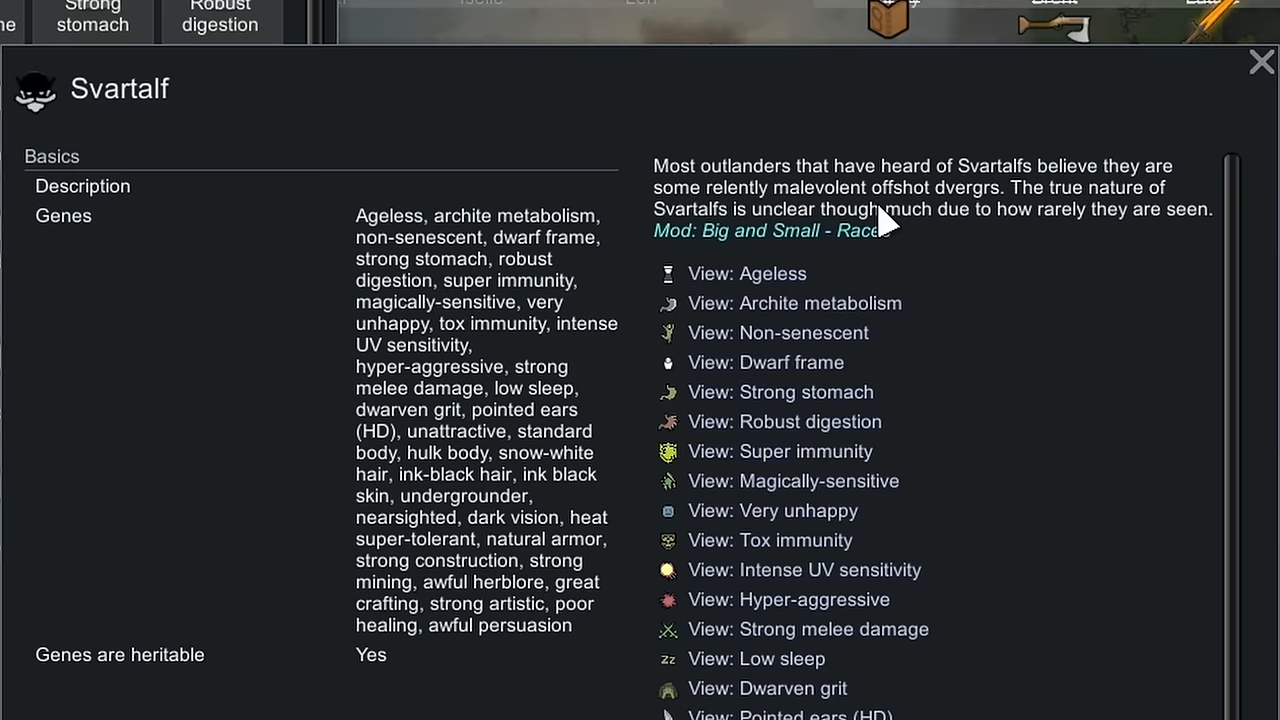 Strong
Robust
stomach
digestion
Svartalf
Basics
Description
Genes
Ageless, archite metabolism,
non-senescent, dwarf frame,
strong stomach, robust
digestion, super immunity,
magically-sensitive, very
unhappy, tox immunity, intense
UV sensitivity,
hyper-aggressive, strong
melee damage, low sleep,
dwarven grit, pointed ears
(HD), unattractive, standard
body, hulk body, snow-white
hair, ink-black hair, ink black
skin, undergrounder,
nearsighted, dark vision, heat
super-tolerant, natural armor,
strong construction, strong
mining, awful herblore, great
crafting, strong artistic, poor
healing, awful persuasion
Genes are heritable
Yes
Most outlanders that have heard of Svartalfs believe they are
some relently malevolent offshot dvergrs. The true nature of
Svartalfs is unclear though much due to how rarely they are seen.
Mod: Big and Small - Races
View: Ageless
View: Archite metabolism
View: Non-senescent
View: Dwarf frame
View: Strong stomach
View: Robust digestion
View: Super immunity
View: Magically-sensitive
View: Very unhappy
View: Tox immunity
View: Intense UV sensitivity
View: Hyper-aggressive
View: Strong melee damage
View: Low sleep
View: Dwarven grit
View: Pointed ears (HD)